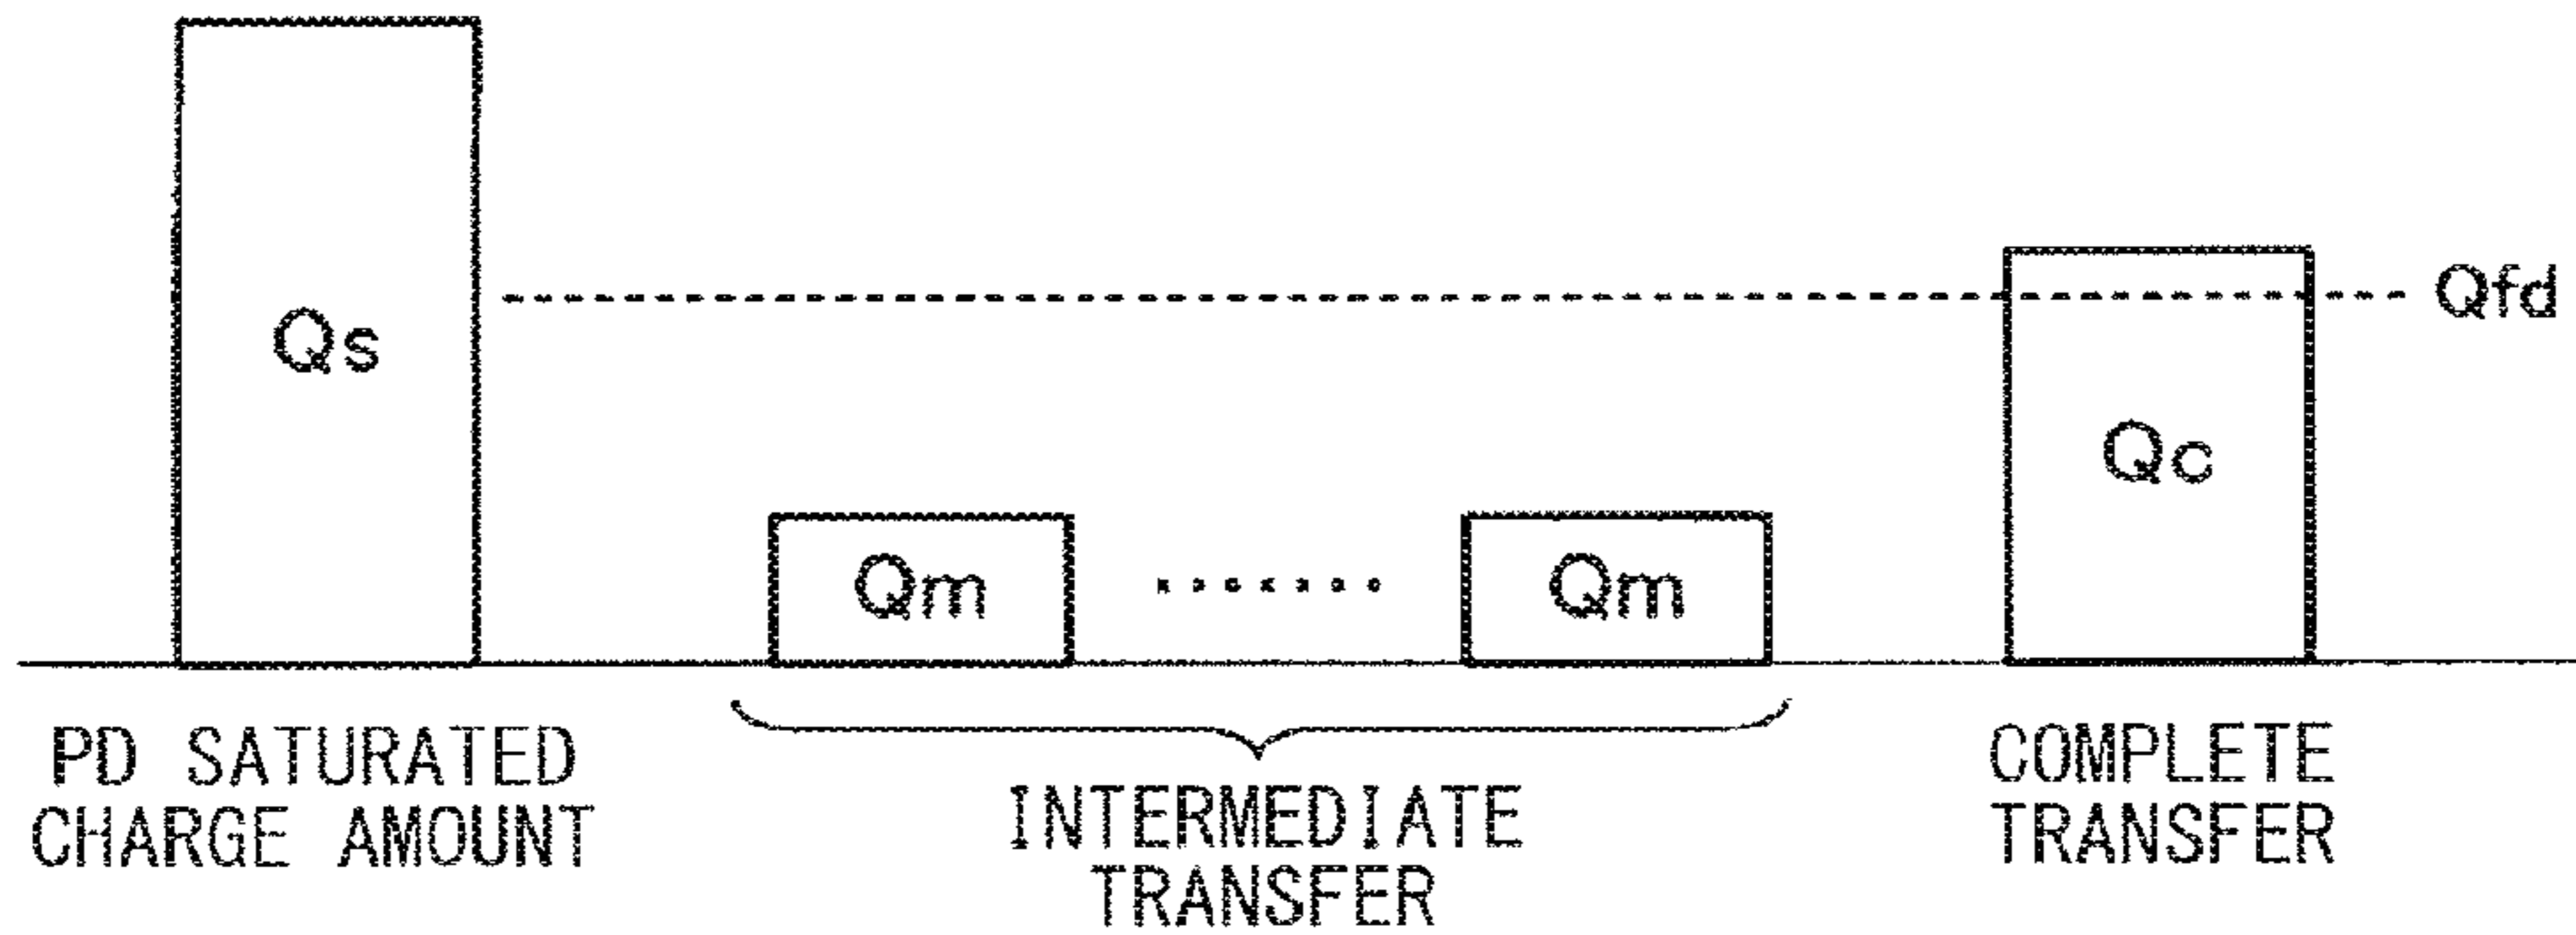 Qs
Qfd
Qc
Qm ....... Qm
PD SATURATED
CHARGE AMOUNT
INTERMEDIATE
TRANSFER
COMPLETE
TRANSFER